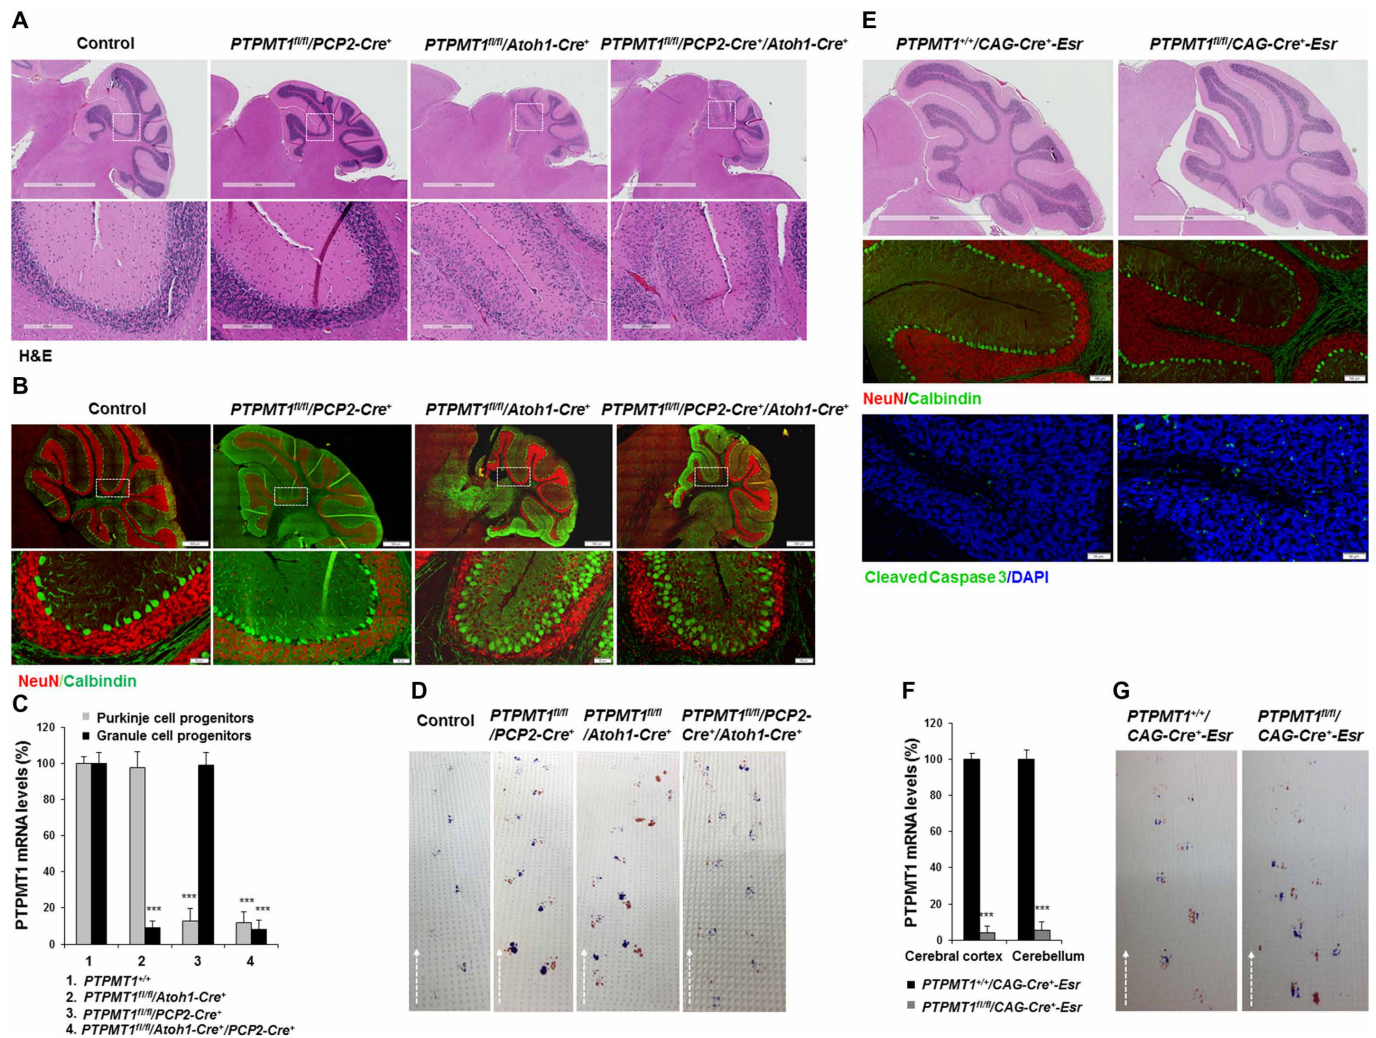 A
Control
PTPMT1fl/fl/PCP2-Cre+
PTPMT1fl/fl/Atoh1-Cre+
PTPMT1fl/fl/PCP2-Cre+/Atoh1-Cre+
H&E
B
Control
PTPMT1fl/fl/PCP2-Cre+
PTPMT1fl/fl/Atoh1-Cre+
PTPMT1fl/fl/PCP2-Cre+/Atoh1-Cre+
NeuN/Calbindin
C
Purkinje cell progenitors
Granule cell progenitors
PTPMT1 mRNA levels (%)
120
100
80
60
40
20
0
***
***
***
***
1
2
3
4
1. PTPMT1+/+
2. PTPMT1fl/fl/Atoh1-Cre+
3. PTPMT1fl/fl/PCP2-Cre+
4. PTPMT1fl/fl/Atoh1-Cre+/PCP2-Cre+
D
Control
PTPMT1fl/fl
/PCP2-Cre+
PTPMT1fl/fl
/Atoh1-Cre+
PTPMT1fl/fl/PCP2-
Cre+/Atoh1-Cre+
E
PTPMT1+/+/CAG-Cre+-Esr
PTPMT1fl/fl/CAG-Cre+-Esr
NeuN/Calbindin
Cleaved Caspase 3/DAPI
F
PTPMT1 mRNA levels (%)
120
100
80
60
40
20
0
***
***
Cerebral cortex
Cerebellum
PTPMT1+/+/CAG-Cre+-Esr
PTPMT1fl/fl/CAG-Cre+-Esr
G
PTPMT1+/+/
CAG-Cre+-Esr
PTPMT1fl/fl/
CAG-Cre+-Esr